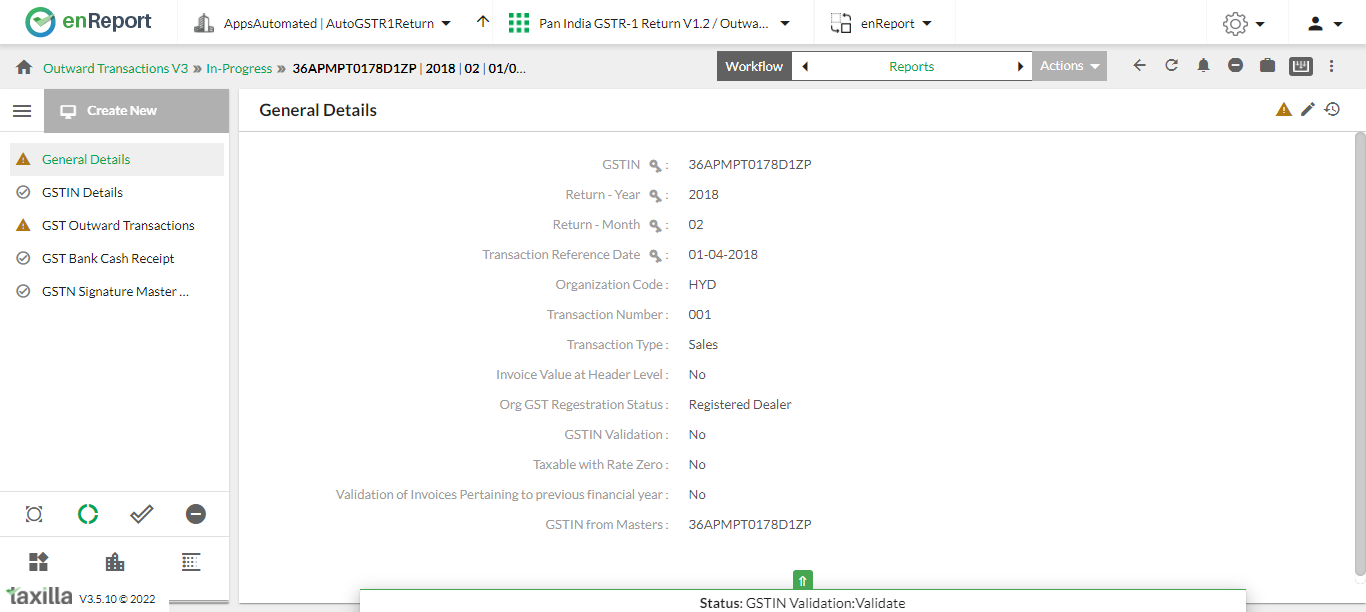 enReport
AppsAutomated | AutoGSTR1Return
Pan India GSTR-1 Return V1.2 / Outwa...
enReport
Outward Transactions V3 » In-Progress » 36APMPT0178D1ZP | 2018 | 02 | 01/0...
Workflow
Reports
Actions
Create New
General Details
General Details
GSTIN Details
GST Outward Transactions
GST Bank Cash Receipt
GSTN Signature Master ...
GSTIN : 36APMPT0178D1ZP
Return - Year : 2018
Return - Month : 02
Transaction Reference Date : 01-04-2018
Organization Code : HYD
Transaction Number : 001
Transaction Type : Sales
Invoice Value at Header Level : No
Org GST Regestration Status : Registered Dealer
GSTIN Validation : No
Taxable with Rate Zero : No
Validation of Invoices Pertaining to previous financial year : No
GSTIN from Masters : 36APMPT0178D1ZP
taxilla V3.5.10 © 2022
Status: GSTIN Validation:Validate